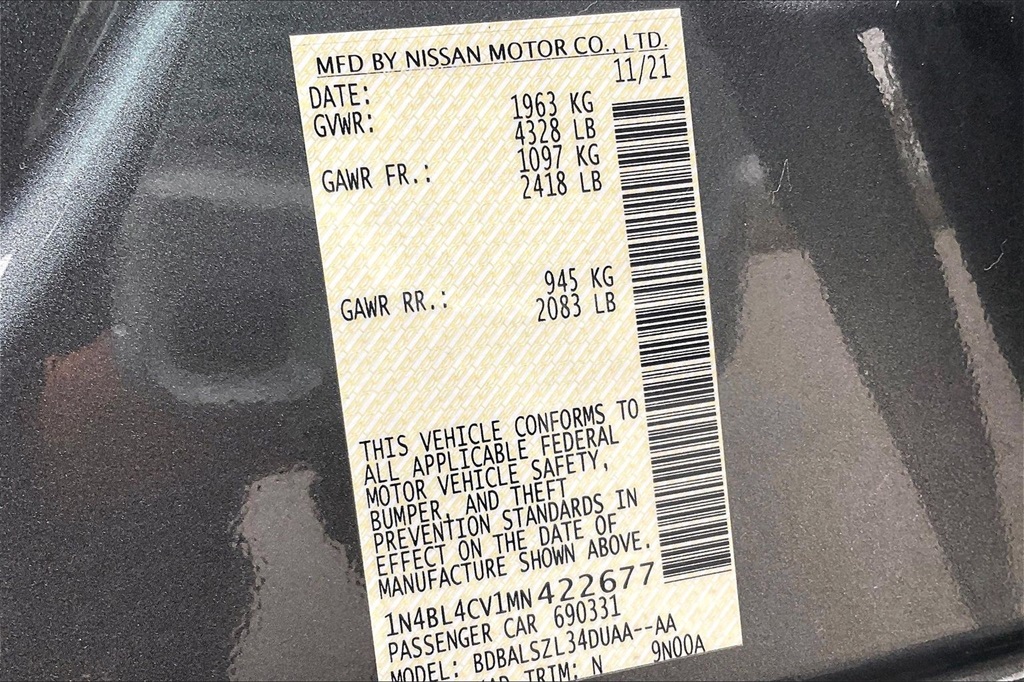 MFD BY NISSAN MOTOR CO., LTD.
DATE: 11/21
GVWR: 1963 KG
4328 LB
GAWR FR.: 1097 KG
2418 LB
GAWR RR.: 945 KG
2083 LB
THIS VEHICLE CONFORMS TO
ALL APPLICABLE FEDERAL
MOTOR VEHICLE SAFETY,
BUMPER, AND THEFT
PREVENTION STANDARDS IN
EFFECT ON THE DATE OF
MANUFACTURE SHOWN ABOVE.
1N4BL4CV1MN422677
PASSENGER CAR 690331
MODEL: BDBALSZL34DUAA--AA
TRIM: N 9N00A